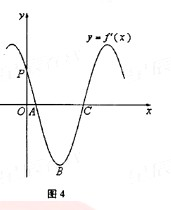 y
y = f'(x)
P
O A C x
B
图 4